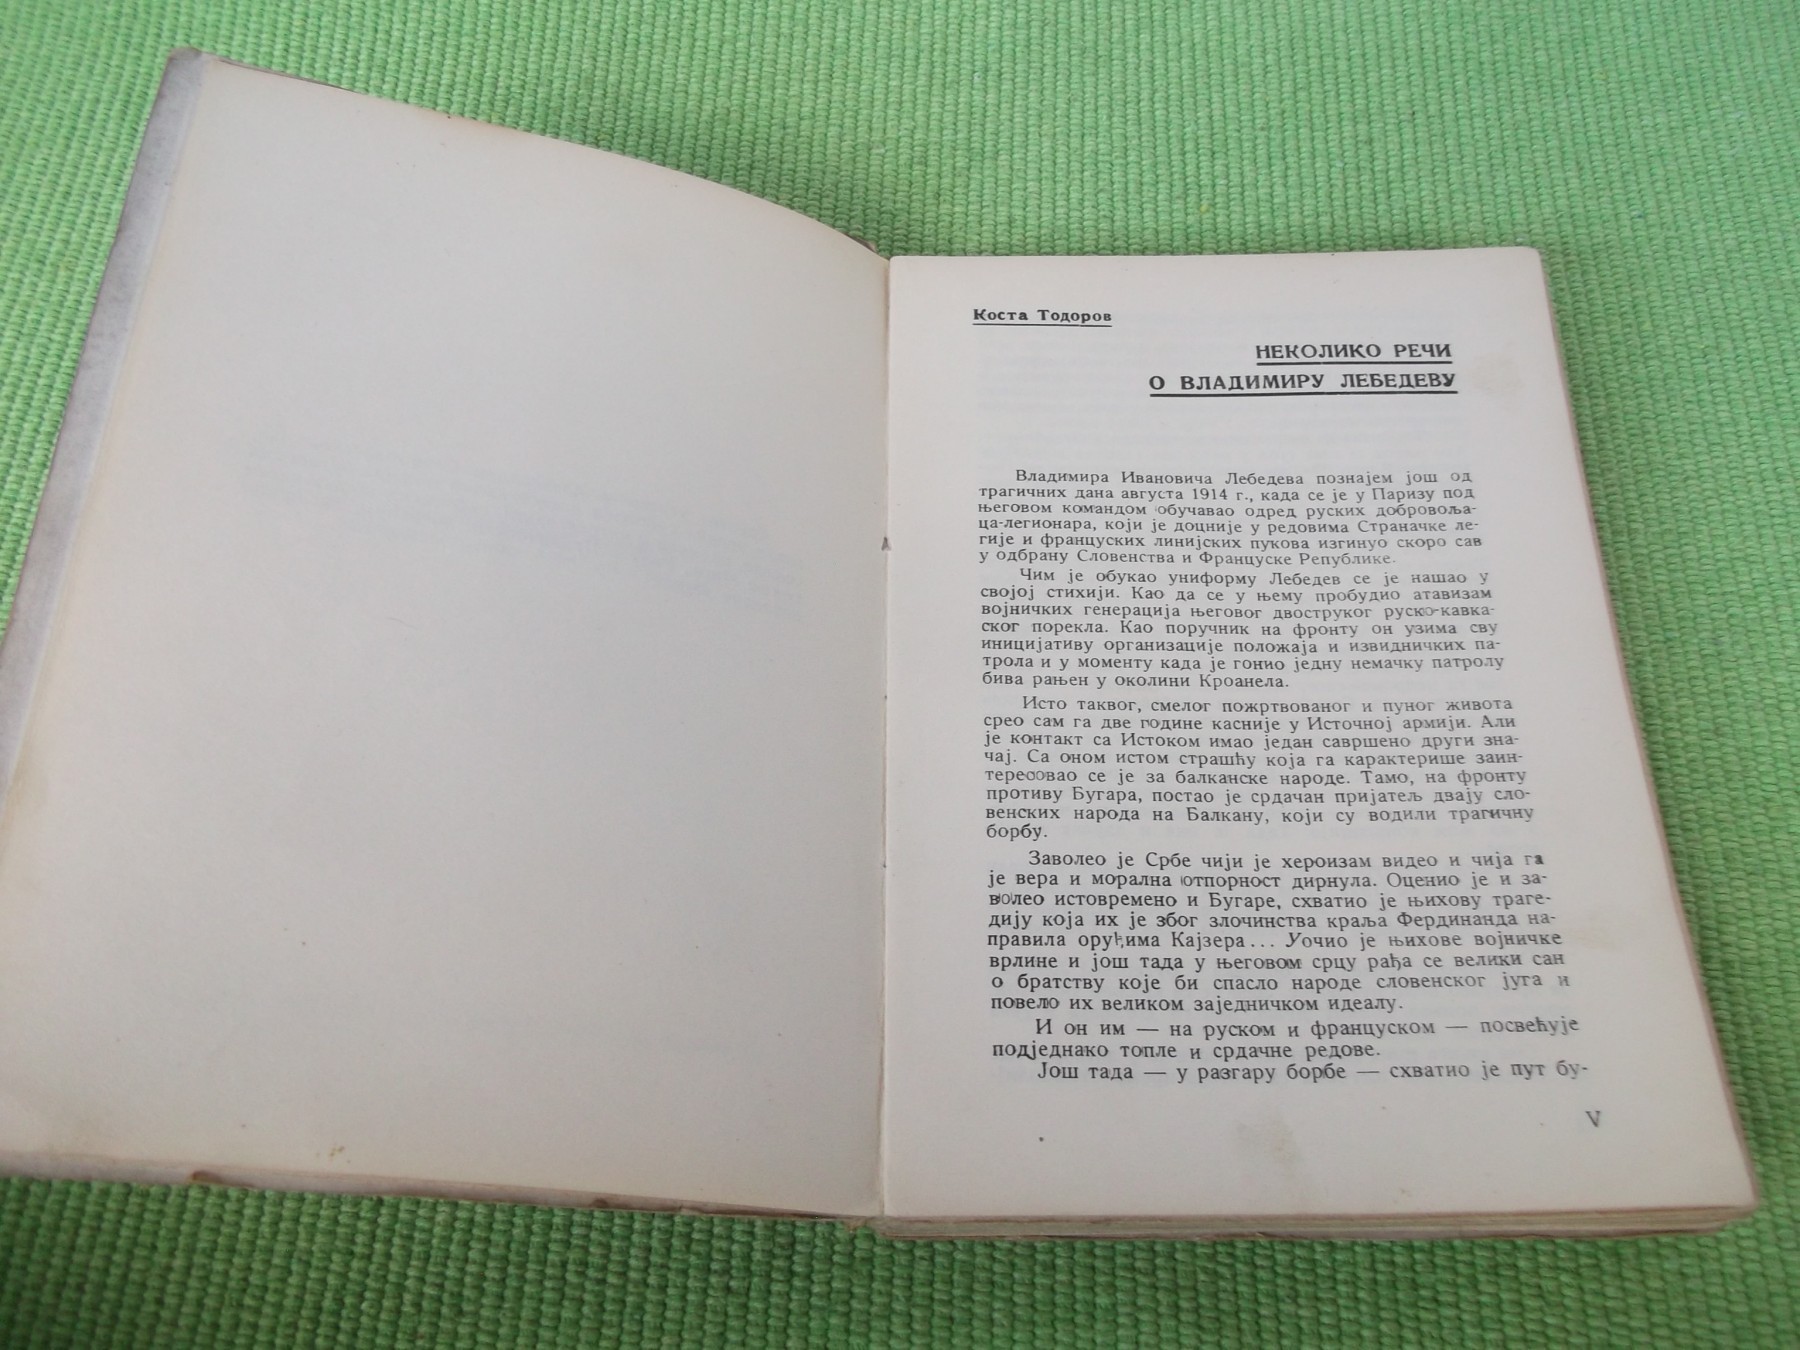 Коста Тодоров
НЕКОЛИКО РЕЧИ
О ВЛАДИМИРУ ЛЕБЕДЕВУ
Владимира Ивановича Лебедева познајем још од
трагичних дана августа 1914 г., када се је у Паризу под
његовом командом обучавао одред руских добровоља-
ца-легионара, који је доцније у редовима Страначке ле-
гије и француских линијских пукова изгинуо скоро сав
у одбрану Словенства и Француске Републике.
Чим је обукао униформу Лебедев се је нашао у
својој стихији. Као да се у њему пробудио атавизам
војничких генерација његовог двоструког руско-кавка-
ског порекла. Као поручник на фронту он узима сву
иницијативу организације положаја и извидничких па-
трола и у моменту када је гонио једну немачку патролу
бива рањен у околини Кроанела.
Исто таквог, смелог пожртвованог и пуног живота
срео сам га две године касније у Источној армији. Али
је контакт са Истоком имао један савршено други зна-
чај. Са оном истом страшћу која га карактерише заин-
тересовао се је за балканске народе. Тамо, на фронту
противу Бугара, постао је срдачан пријатељ двају сло-
венских народа на Балкану, који су водили трагичну
борбу.
Заволео је Србе чији је хероизам видео и чија га
је вера и морална отпорност дирнула. Оценио је и за-
волео истовремено и Бугаре, схватио је њихову траге-
дију која их је због злочинства краља Фердинанда на-
правила оруђима Кајзера... Уочио је њихове војничке
врлине и још тада у његовом срцу рађа се велики сан
о братству које би спасло народе словенског југа и
повело их великом заједничком идеалу.
И он им — на руском и француском — посвећује
подједнако топле и срдачне редове.
Још тада — у разгару борбе — схватио је пут бу-
V